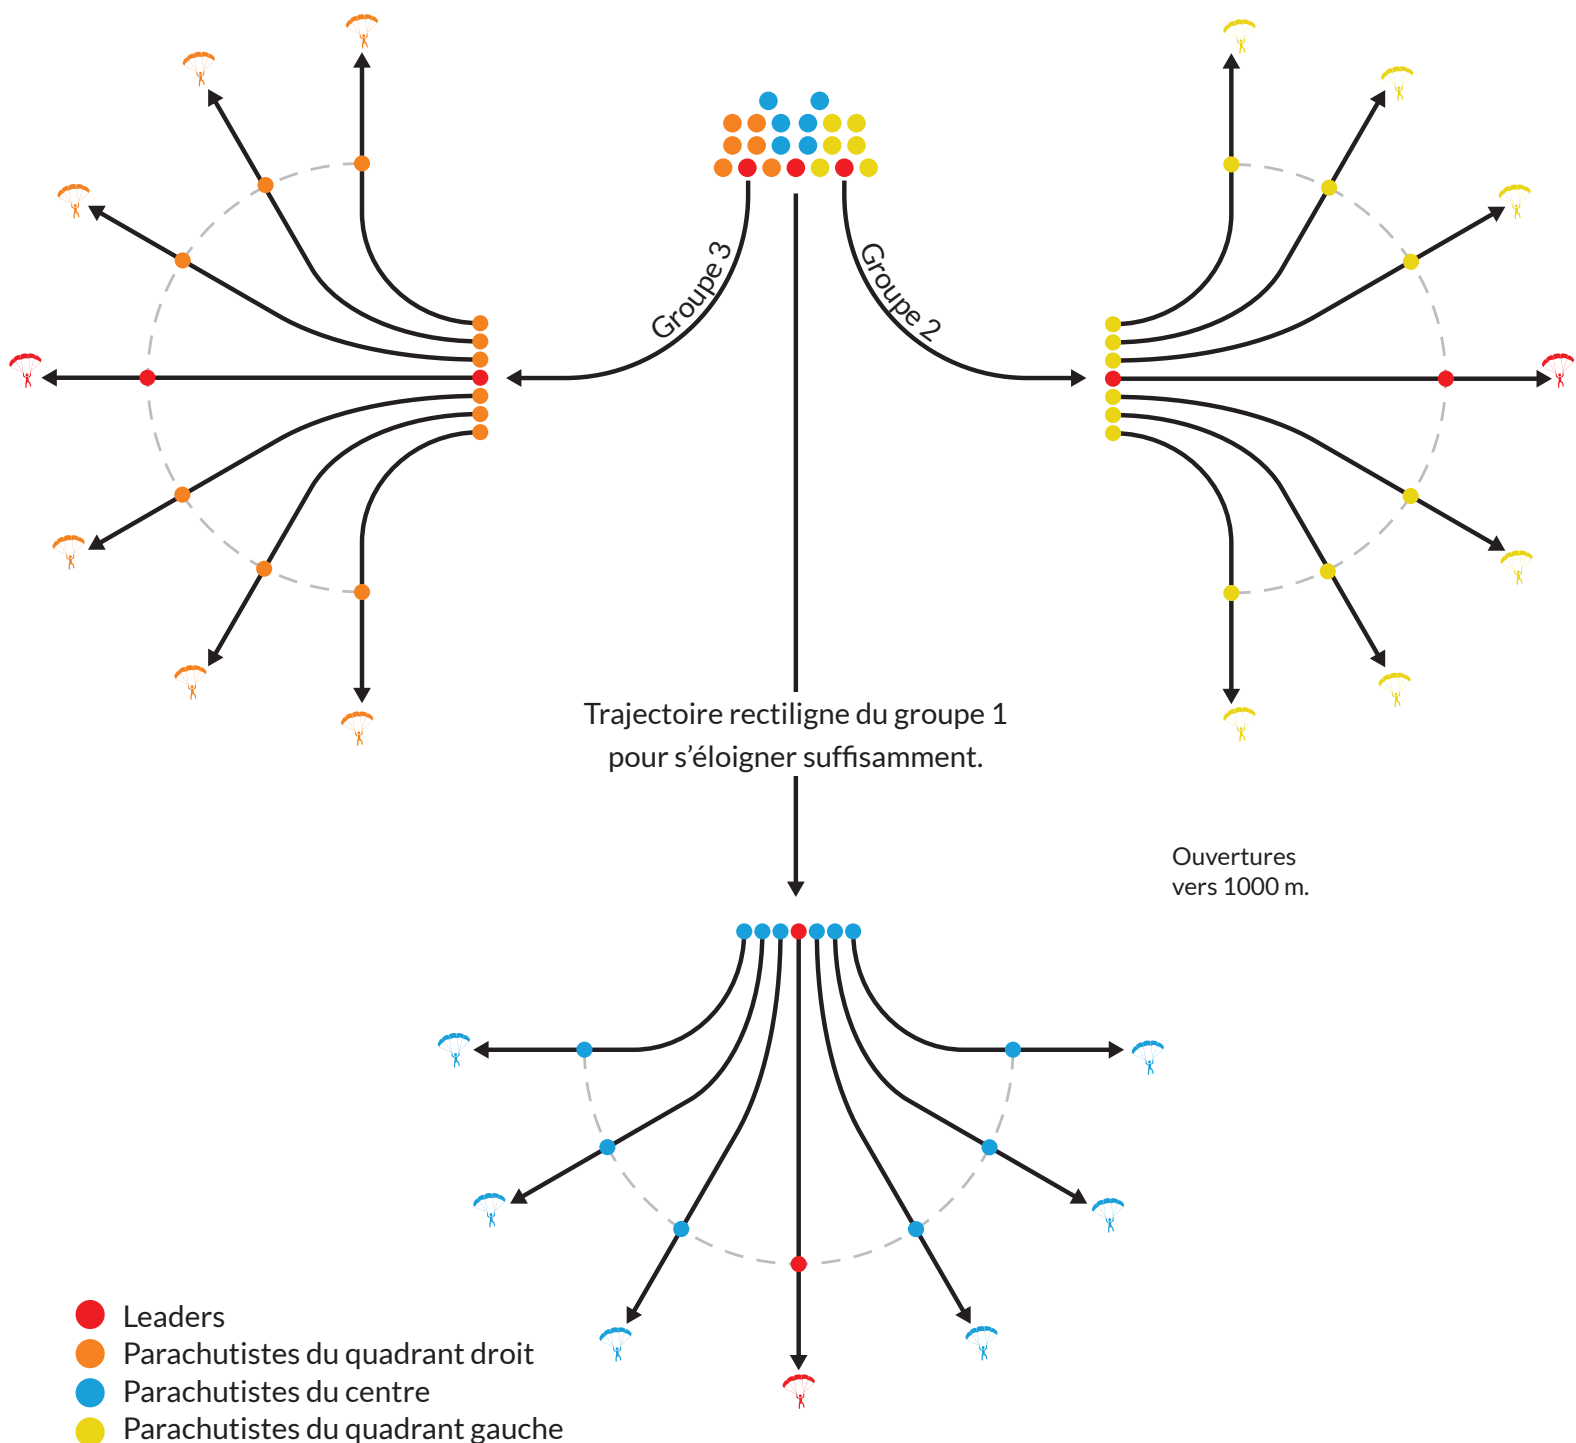 Groupe 3
Groupe 2
Trajectoire rectiligne du groupe 1
pour s’éloigner suffisamment.
Ouvertures
vers 1000 m.
Leaders
Parachutistes du quadrant droit
Parachutistes du centre
Parachutistes du quadrant gauche